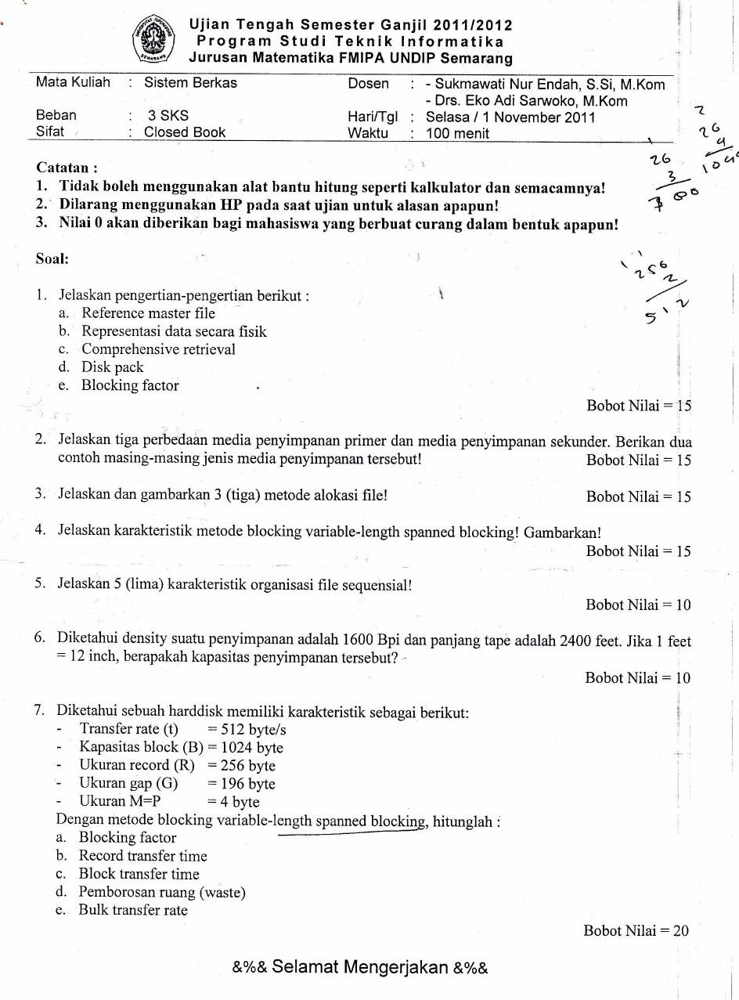 Ujian Tengah Semester Ganjil 2011/2012
Program Studi Teknik Informatika
Jurusan Matematika FMIPA UNDIP Semarang
Mata Kuliah : Sistem Berkas Dosen : - Sukmawati Nur Endah, S.Si, M.Kom
- Drs. Eko Adi Sarwoko, M.Kom
Beban : 3 SKS Hari/Tgl : Selasa / 1 November 2011
Sifat : Closed Book Waktu : 100 menit
2
26
4
104
26
3
Catatan :
1. Tidak boleh menggunakan alat bantu hitung seperti kalkulator dan semacamnya!
2. Dilarang menggunakan HP pada saat ujian untuk alasan apapun!
3. Nilai 0 akan diberikan bagi mahasiswa yang berbuat curang dalam bentuk apapun!
Soal:
256
2
512
1. Jelaskan pengertian-pengertian berikut :
a. Reference master file
b. Representasi data secara fisik
c. Comprehensive retrieval
d. Disk pack
e. Blocking factor
Bobot Nilai = 15
2. Jelaskan tiga perbedaan media penyimpanan primer dan media penyimpanan sekunder. Berikan dua
contoh masing-masing jenis media penyimpanan tersebut! Bobot Nilai = 15
3. Jelaskan dan gambarkan 3 (tiga) metode alokasi file! Bobot Nilai = 15
4. Jelaskan karakteristik metode blocking variable-length spanned blocking! Gambarkan!
Bobot Nilai = 15
5. Jelaskan 5 (lima) karakteristik organisasi file sequensial!
Bobot Nilai = 10
6. Diketahui density suatu penyimpanan adalah 1600 Bpi dan panjang tape adalah 2400 feet. Jika 1 feet
= 12 inch, berapakah kapasitas penyimpanan tersebut?
Bobot Nilai = 10
7. Diketahui sebuah harddisk memiliki karakteristik sebagai berikut:
- Transfer rate (t) = 512 byte/s
- Kapasitas block (B) = 1024 byte
- Ukuran record (R) = 256 byte
- Ukuran gap (G) = 196 byte
- Ukuran M=P = 4 byte
Dengan metode blocking variable-length spanned blocking, hitunglah :
a. Blocking factor
b. Record transfer time
c. Block transfer time
d. Pemborosan ruang (waste)
e. Bulk transfer rate
Bobot Nilai = 20
&%& Selamat Mengerjakan &%&